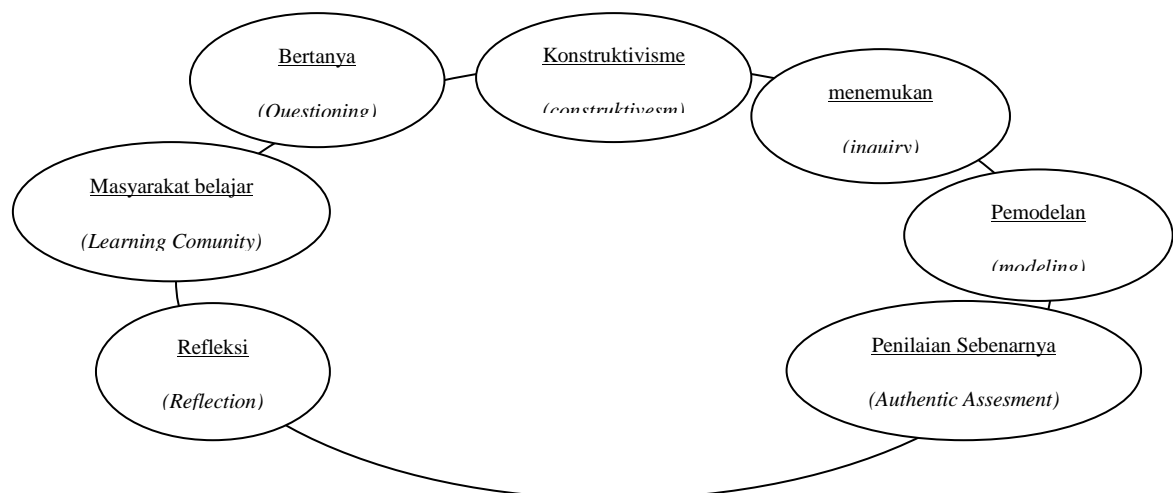 Bertanya
(Questioning)
Konstruktivisme
(construktivesm)
menemukan
(inquiry)
Pemodelan
(modeling)
Penilaian Sebenarnya
(Authentic Assesment)
Refleksi
(Reflection)
Masyarakat belajar
(Learning Comunity)